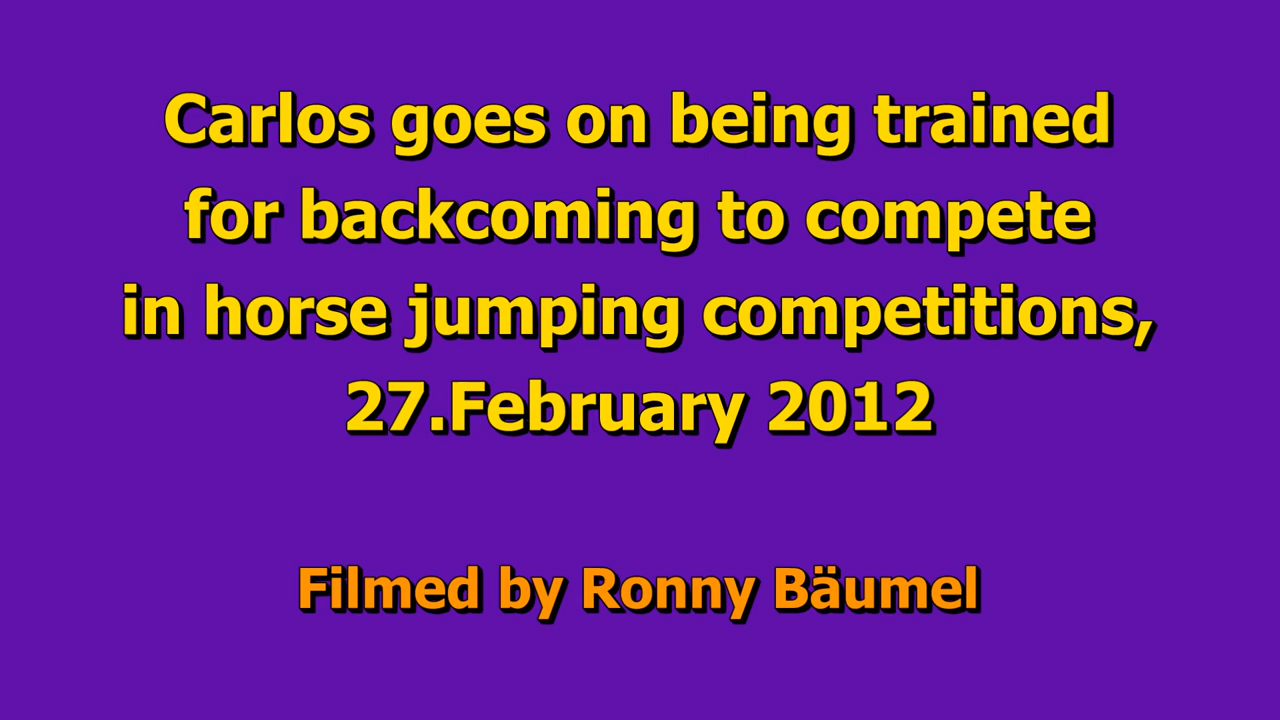 Carlos goes on being trained
for backcoming to compete
in horse jumping competitions,
27.February 2012
Filmed by Ronny Bäumel